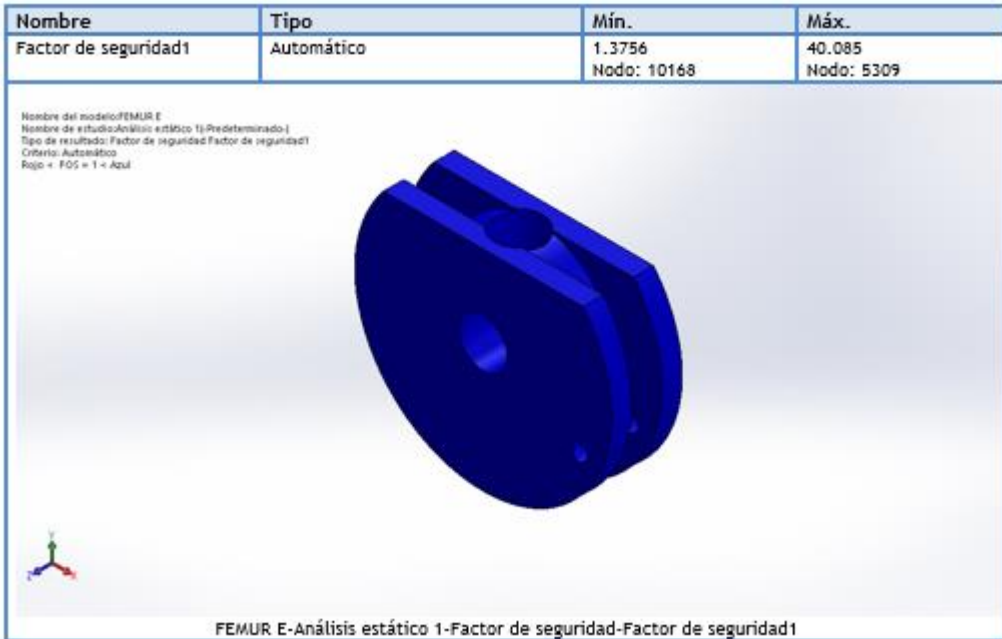 Nombre Tipo Mín. Máx.
Factor de seguridad1 Automático 1.3756 40.085
Nodo: 10168 Nodo: 5309
Nombre del modelo:FEMUR E
Nombre de estudio:Análisis estático 1(-Predeterminado-)
Tipo de resultado: Factor de seguridad Factor de seguridad1
Criterio: Automático
Rojo < FOS = 1 < Azul
Y
Z X
FEMUR E-Análisis estático 1-Factor de seguridad-Factor de seguridad1